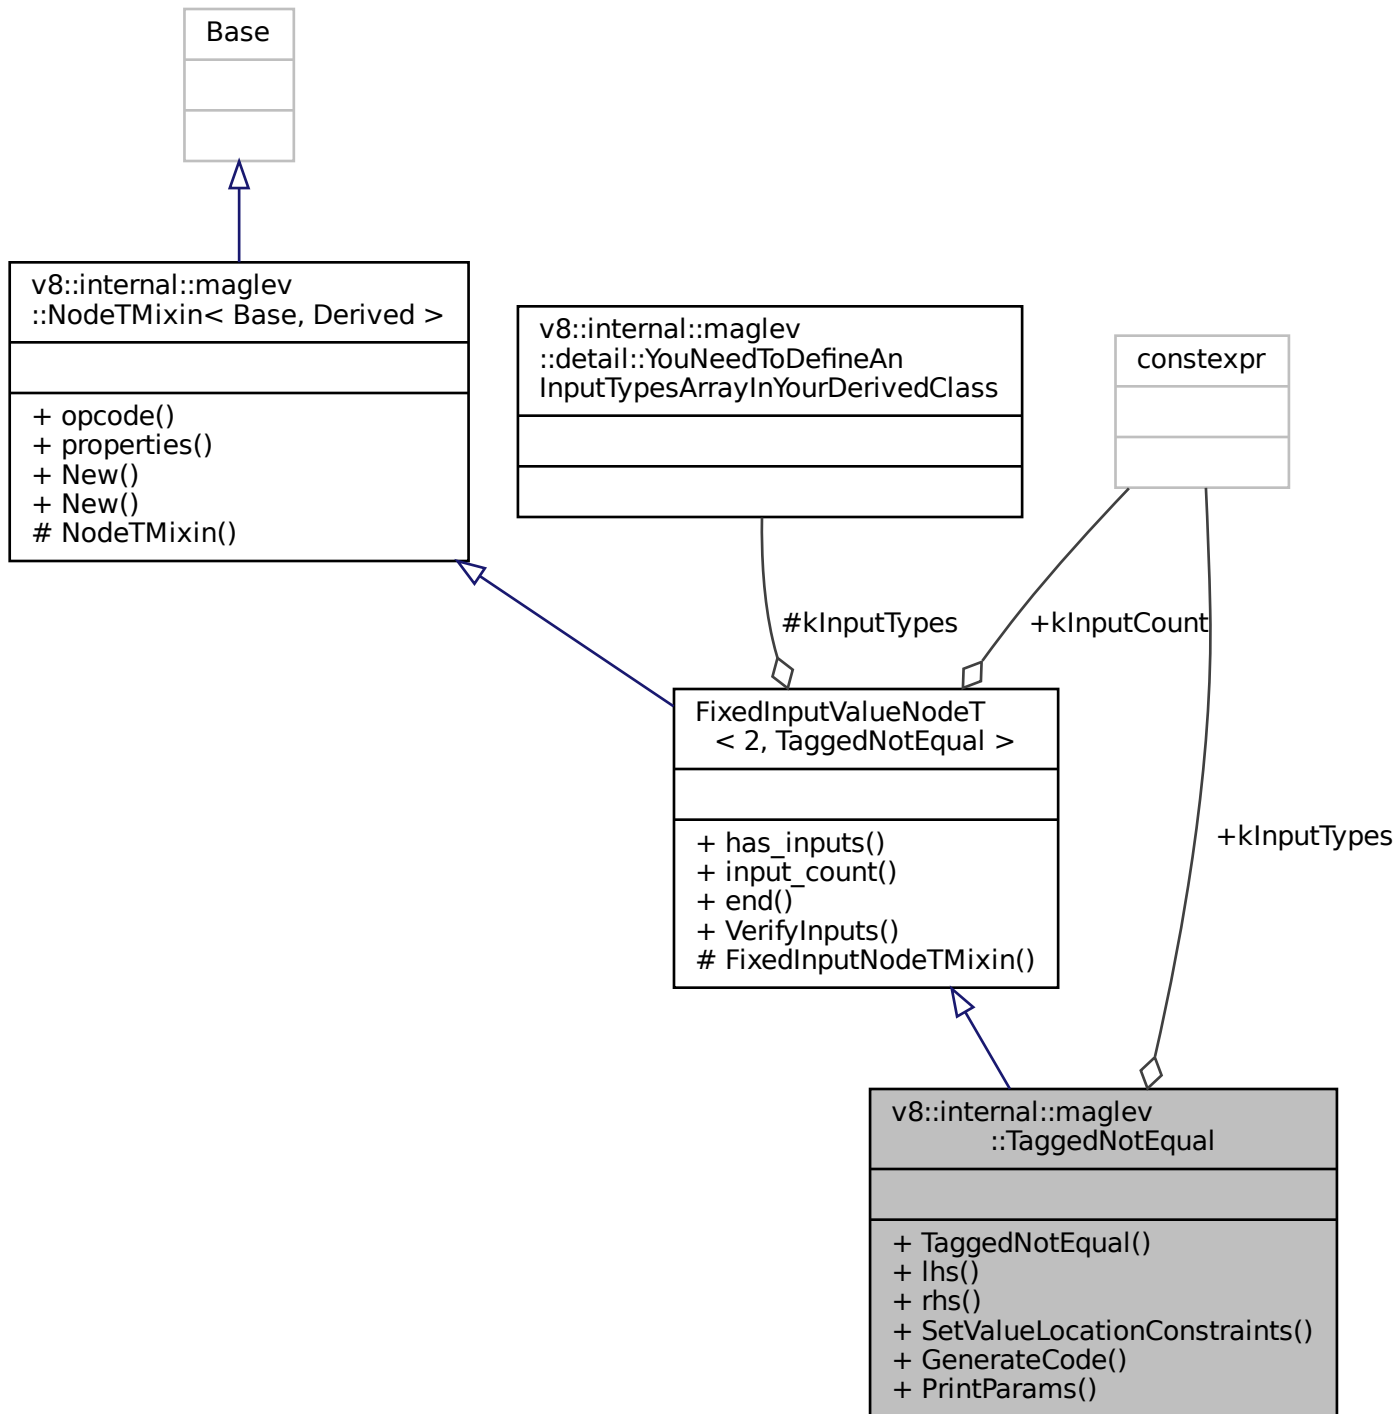 Base
v8::internal::maglev
::NodeTMixin< Base, Derived >
+ opcode()
+ properties()
+ New()
+ New()
# NodeTMixin()
v8::internal::maglev
::detail::YouNeedToDefineAn
InputTypesArrayInYourDerivedClass
constexpr
#kInputTypes
+kInputCount
FixedInputValueNodeT
< 2, TaggedNotEqual >
+ has_inputs()
+ input_count()
+ end()
+ VerifyInputs()
# FixedInputNodeTMixin()
+kInputTypes
v8::internal::maglev
::TaggedNotEqual
+ TaggedNotEqual()
+ lhs()
+ rhs()
+ SetValueLocationConstraints()
+ GenerateCode()
+ PrintParams()